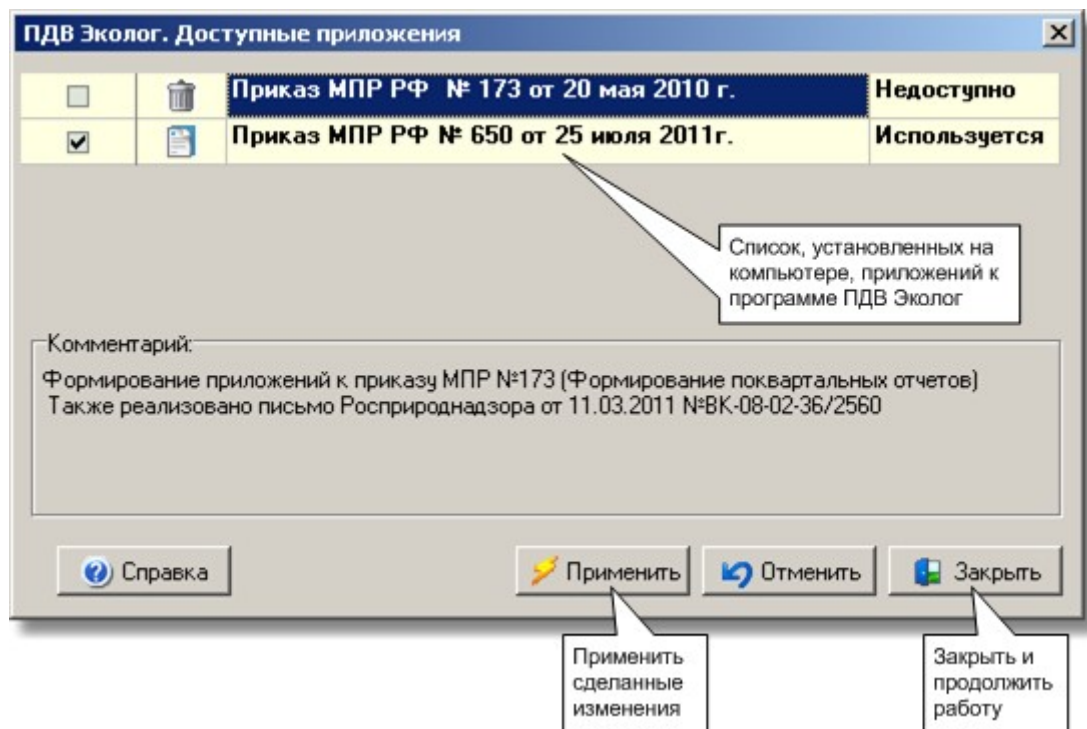 ПДВ Эколог. Доступные приложения
Приказ МПР РФ № 173 от 20 мая 2010 г. Недоступно
Приказ МПР РФ № 650 от 25 июля 2011г. Используется
Список, установленных на
компьютере, приложений к
программе ПДВ Эколог
Комментарий:
Формирование приложений к приказу МПР №173 (Формирование поквартальных отчетов)
Также реализовано письмо Росприроднадзора от 11.03.2011 №ВК-08-02-36/2560
Справка Применить Отменить Закрыть
Применить
сделанные
изменения
Закрыть и
продолжить
работу